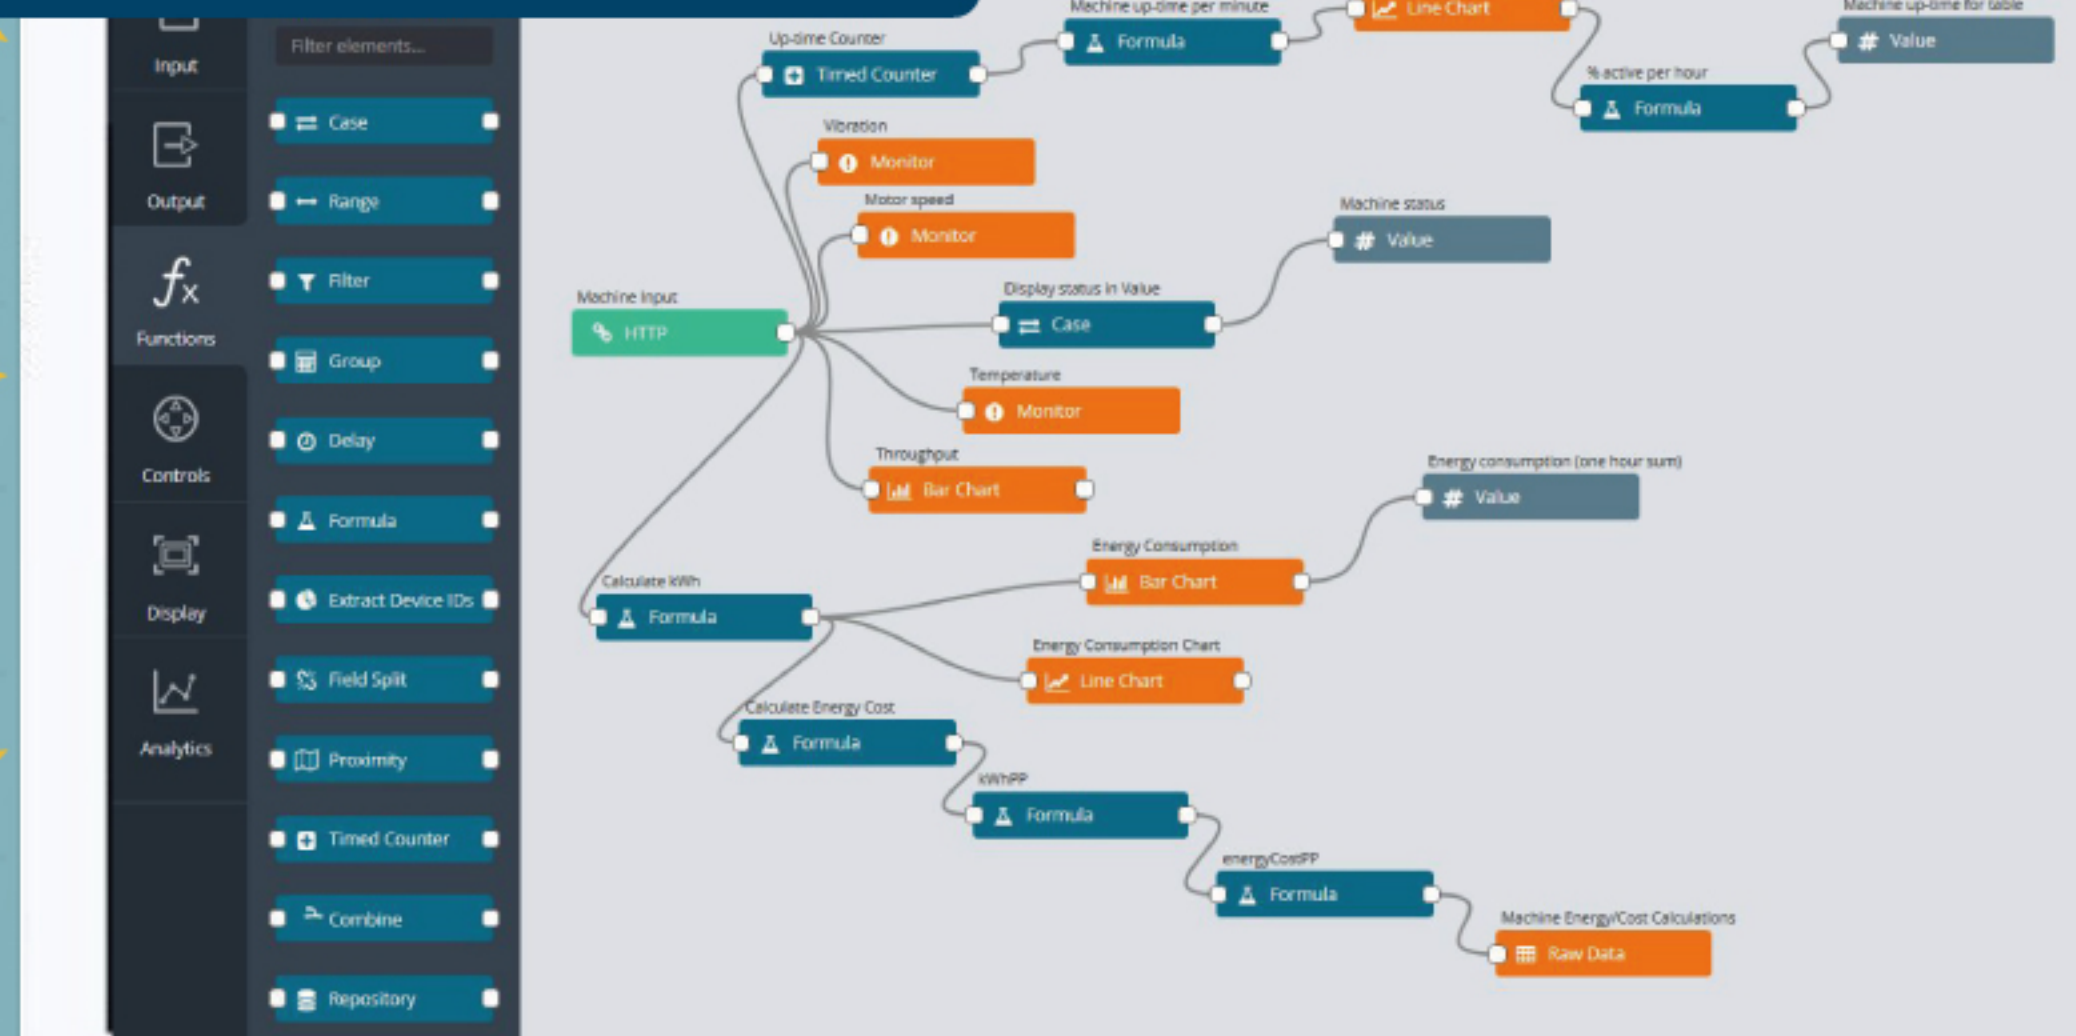 Input
Output
Functions
Controls
Display
Analytics
Filter elements...
Case
Range
Filter
Group
Delay
Formula
Extract Device IDs
Field Split
Proximity
Timed Counter
Combine
Repository
Machine up-time per minute
Formula
Line Chart
Machine up-time for table
Value
Up-time Counter
Timed Counter
% active per hour
Formula
Vibration
Monitor
Motor speed
Monitor
Machine status
Value
Machine Input
HTTP
Display status in Value
Case
Temperature
Monitor
Throughput
Bar Chart
Energy consumption (one hour sum)
Value
Energy Consumption
Bar Chart
Calculate kWh
Formula
Energy Consumption Chart
Line Chart
Calculate Energy Cost
Formula
kWhPP
Formula
energyCostPP
Formula
Machine Energy/Cost Calculations
Raw Data